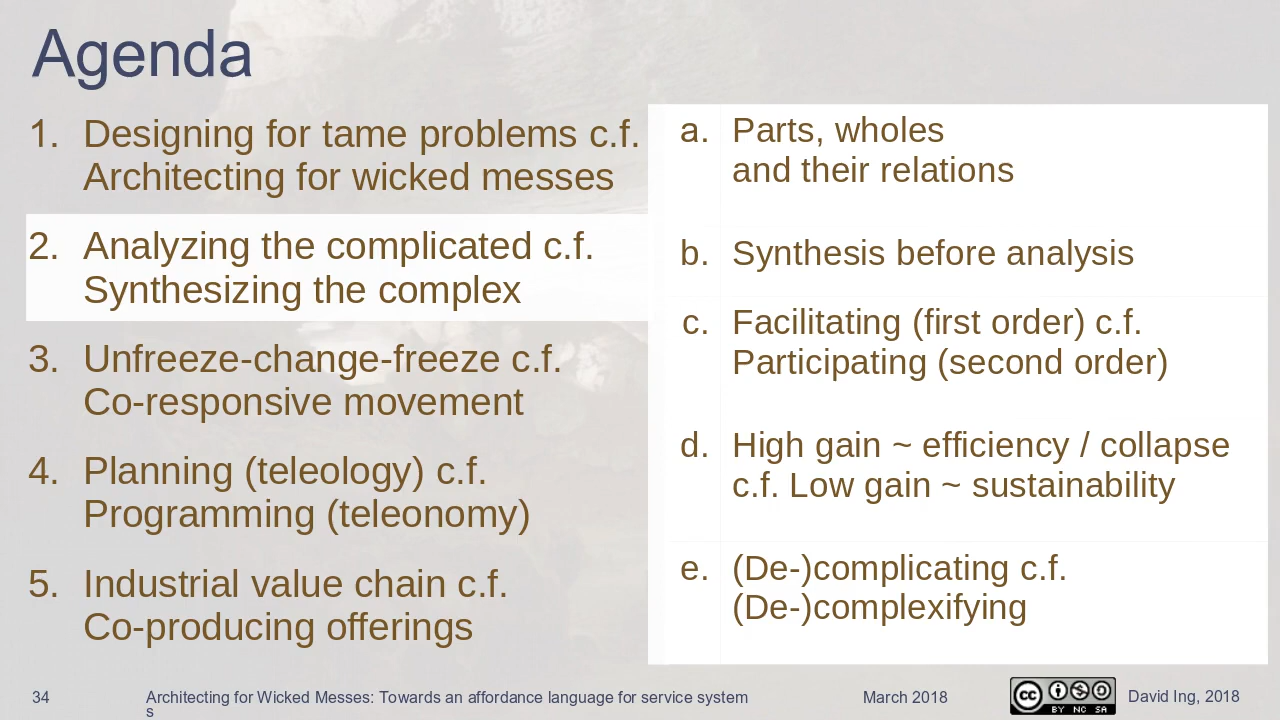 Agenda
1. Designing for tame problems c.f.
Architecting for wicked messes
2. Analyzing the complicated c.f.
Synthesizing the complex
3. Unfreeze-change-freeze c.f.
Co-responsive movement
4. Planning (teleology) c.f.
Programming (teleonomy)
5. Industrial value chain c.f.
Co-producing offerings
a. Parts, wholes
and their relations
b. Synthesis before analysis
c. Facilitating (first order) c.f.
Participating (second order)
d. High gain ~ efficiency / collapse
c.f. Low gain ~ sustainability
e. (De-)complicating c.f.
(De-)complexifying
34
Architecting for Wicked Messes: Towards an affordance language for service system
s
March 2018
cc
BY NC SA
David Ing, 2018